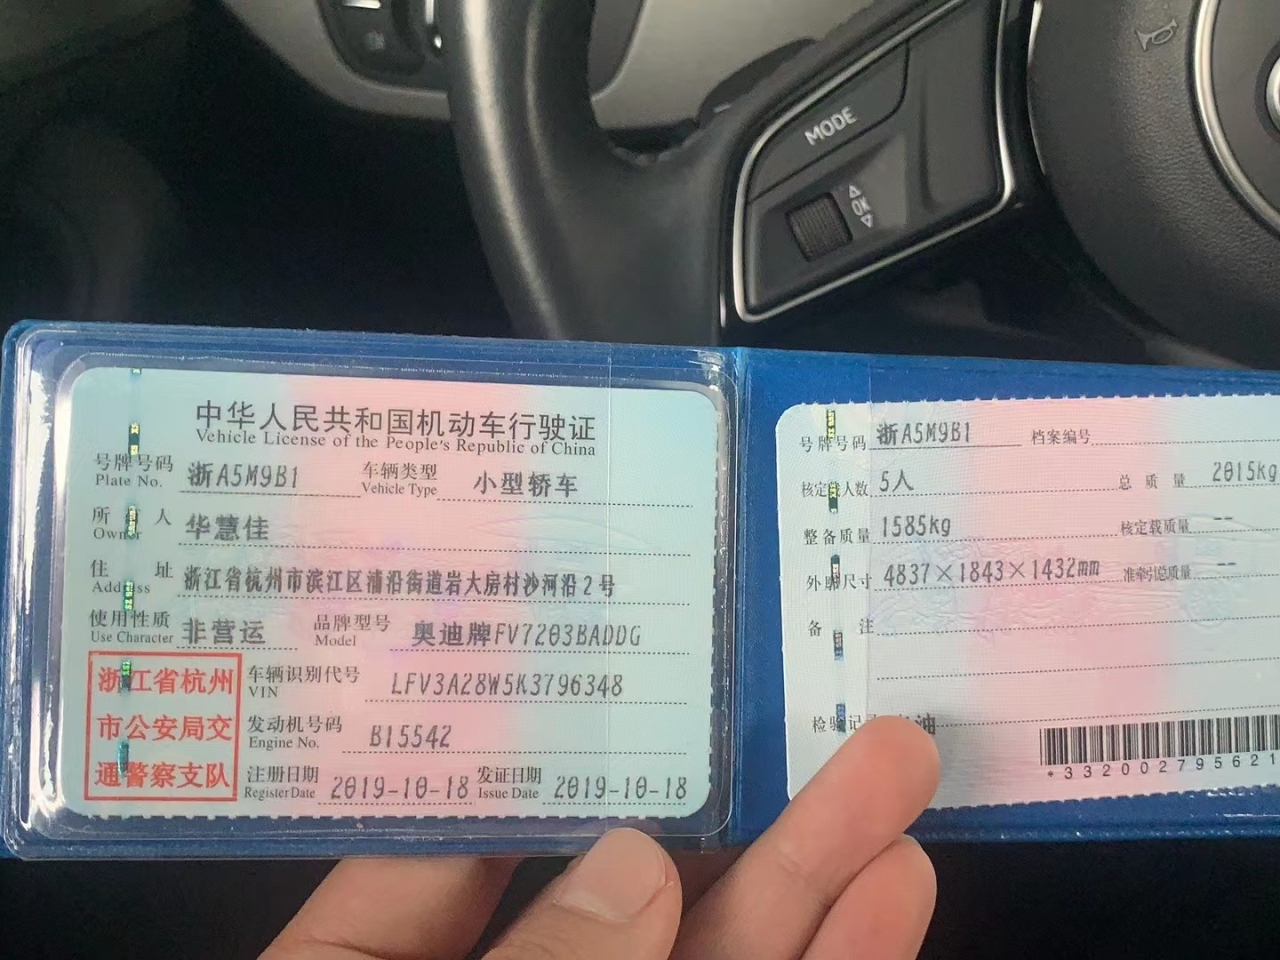 MODE
OK
中华人民共和国机动车行驶证
Vehicle License of the People's Republic of China
号牌号码 浙A5M9B1 车辆类型 小型轿车
Plate No. Vehicle Type
所 人 华慧佳
Owner
住 址 浙江省杭州市滨江区浦沿街道岩大房村沙河沿2号
Address
使用性质 非营运 品牌型号 奥迪牌FV7203BADDG
Use Character Model
浙江省杭州
市公安局交
通警察支队
车辆识别代号 LFV3A28W5K3796348
VIN
发动机号码 B15542
Engine No.
注册日期 2019-10-18 发证日期 2019-10-18
Register Date Issue Date
号牌号码 浙A5M9B1 档案编号
核定 人数 5人 总质量 2015kg
整备质量 1585kg 核定载质量 --
外廓尺寸 4837×1843×1432mm 准牵引总质量 --
备 注
检验记 油
*332002795621